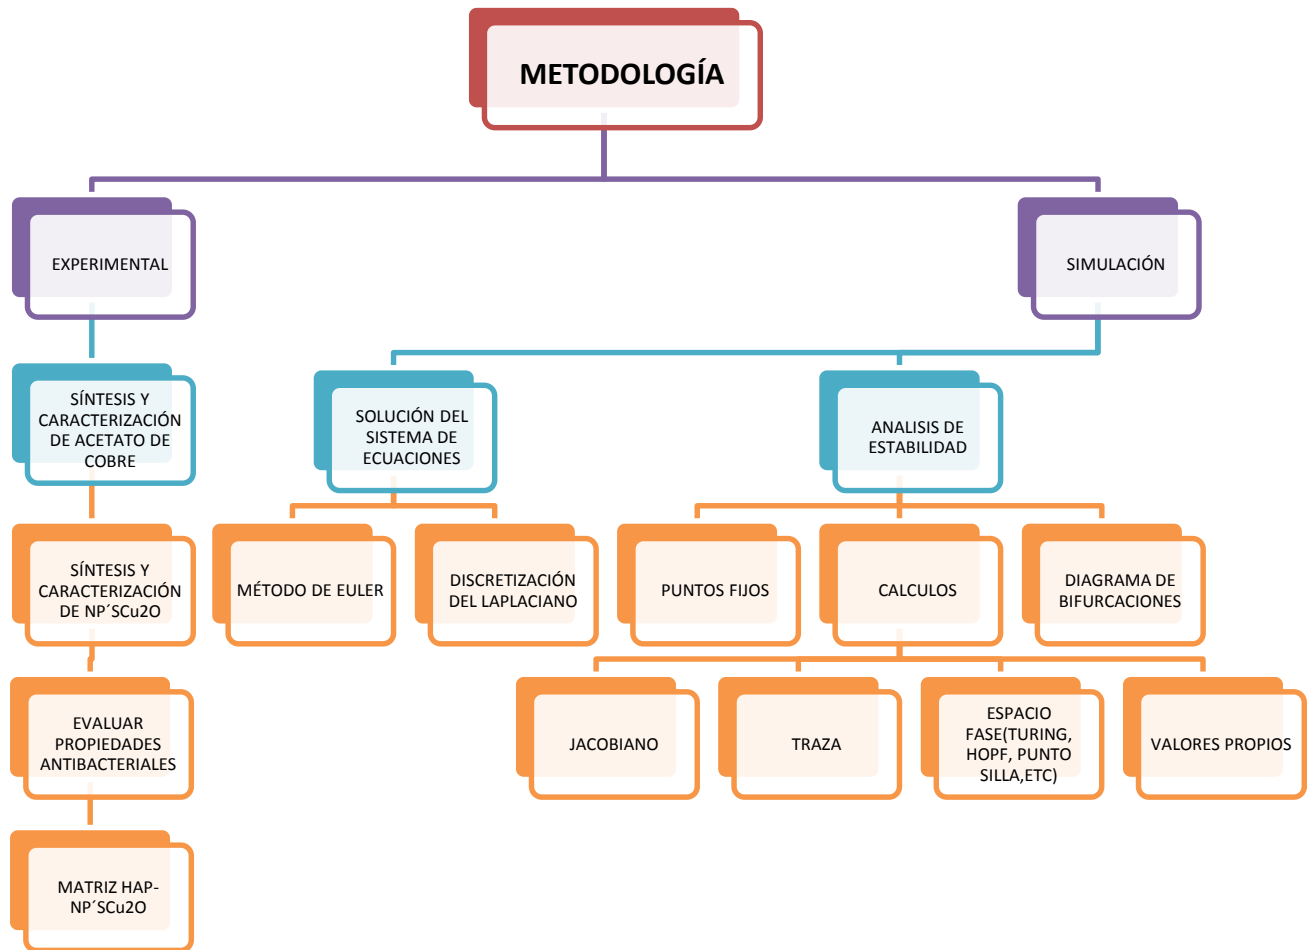 METODOLOGÍA
EXPERIMENTAL
SIMULACIÓN
SÍNTESIS Y
CARACTERIZACIÓN
DE ACETATO DE
COBRE
SOLUCIÓN DEL
SISTEMA DE
ECUACIONES
ANALISIS DE
ESTABILIDAD
SÍNTESIS Y
CARACTERIZACIÓN
DE NP´SCu2O
MÉTODO DE EULER
DISCRETIZACIÓN
DEL LAPLACIANO
PUNTOS FIJOS
CALCULOS
DIAGRAMA DE
BIFURCACIONES
EVALUAR
PROPIEDADES
ANTIBACTERIALES
JACOBIANO
TRAZA
ESPACIO
FASE(TURING,
HOPF, PUNTO
SILLA,ETC)
VALORES PROPIOS
MATRIZ HAP-
NP´SCu2O